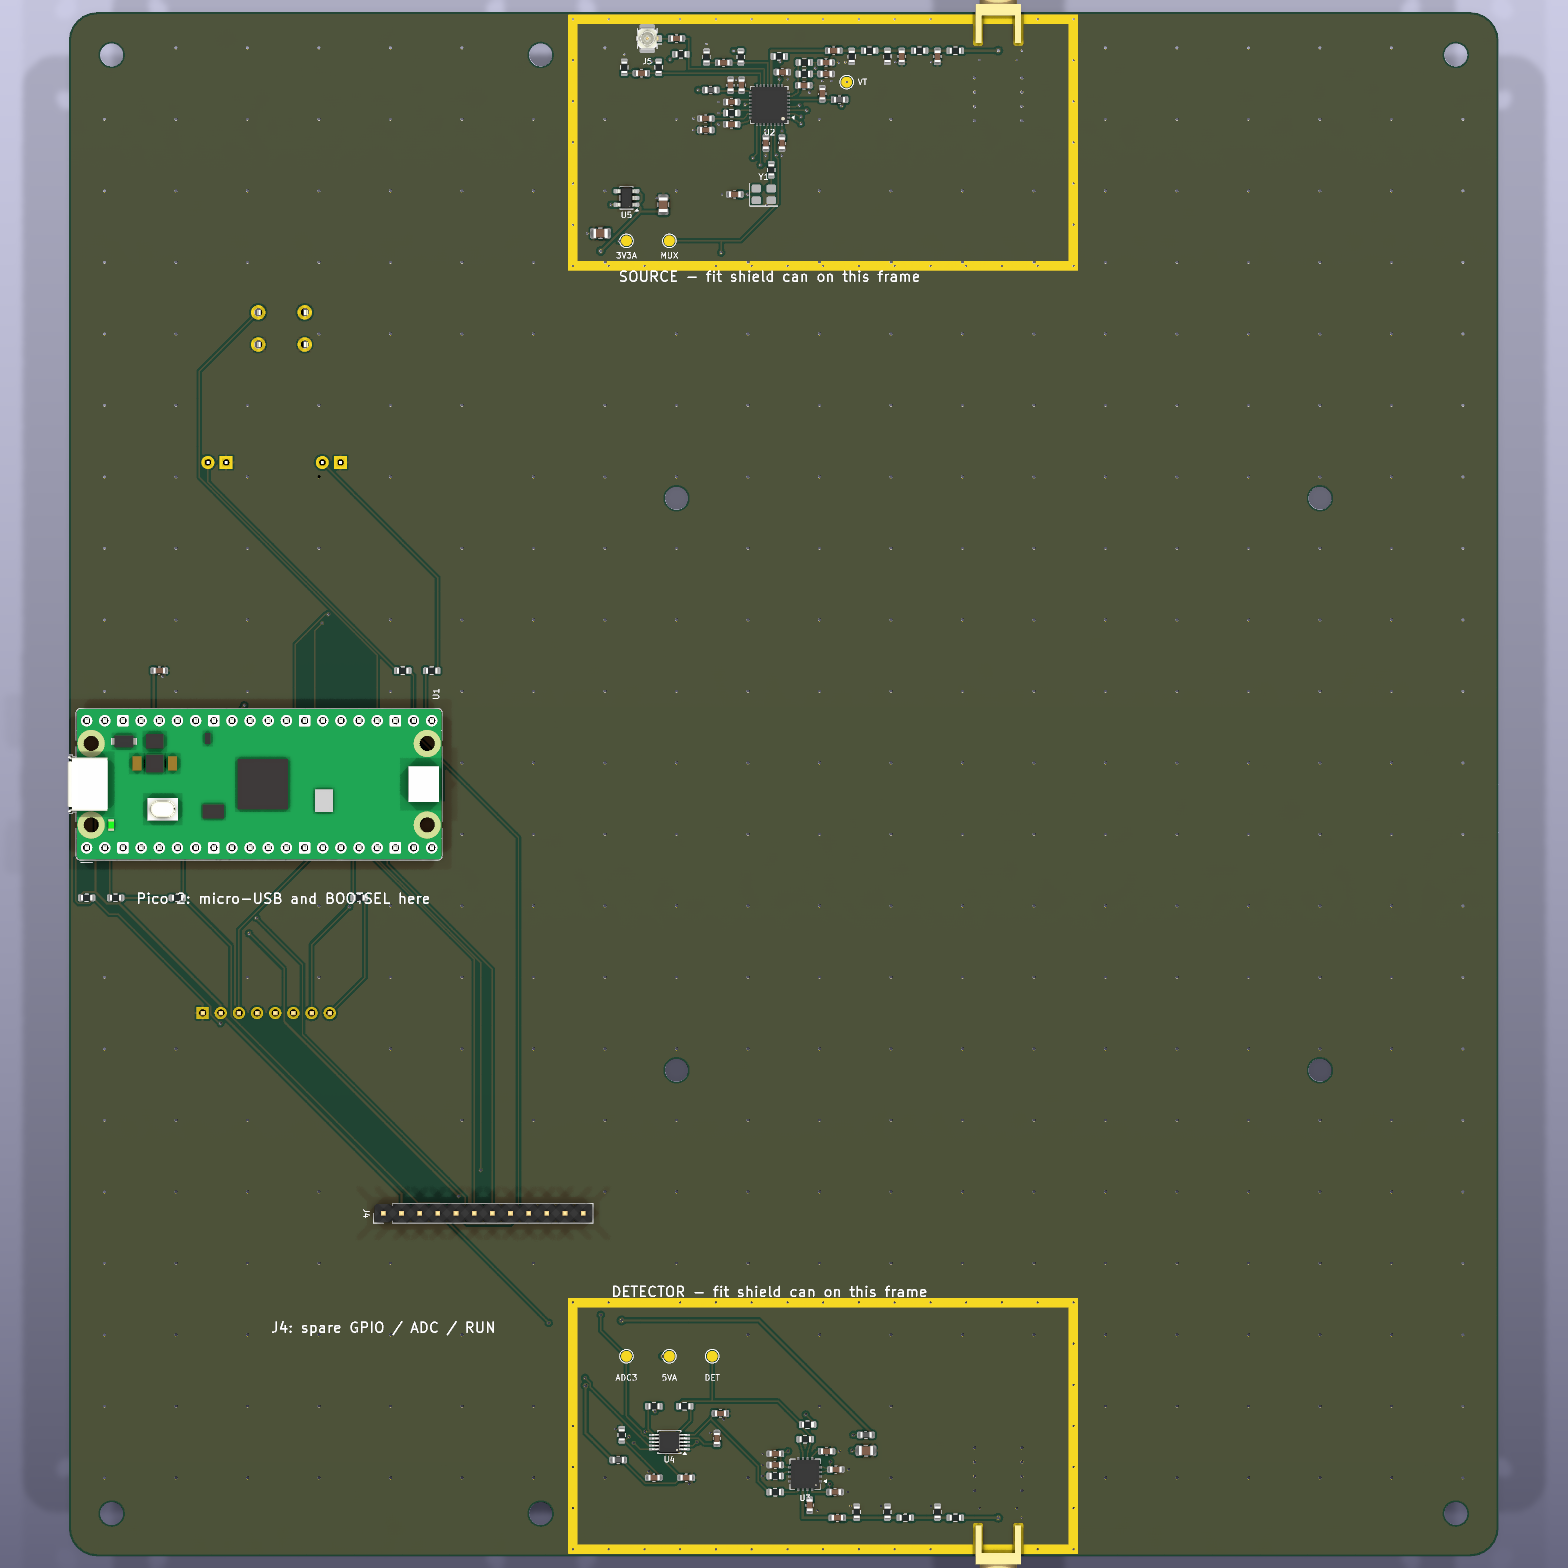 J5
VT
U2
Y1
U5
3V3A MUX
SOURCE – fit shield can on this frame
U1
Pico 2: micro-USB and BOOTSEL here
J4
DETECTOR – fit shield can on this frame
J4: spare GPIO / ADC / RUN
ADC3 5VA DET
U4
U3